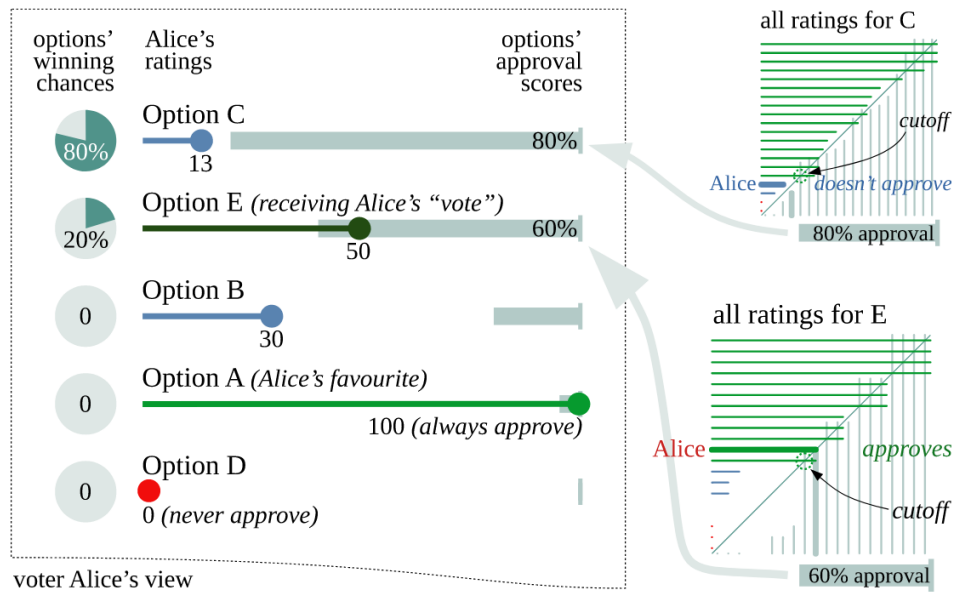 options’
winning
chances
Alice’s
ratings
options’
approval
scores
Option C
80%
13
80%
Option E (receiving Alice’s “vote”)
20%
50
60%
Option B
0
30
Option A (Alice’s favourite)
0
100 (always approve)
Option D
0
0 (never approve)
voter Alice’s view
all ratings for C
cutoff
Alice
doesn’t approve
80% approval
all ratings for E
Alice
approves
cutoff
60% approval